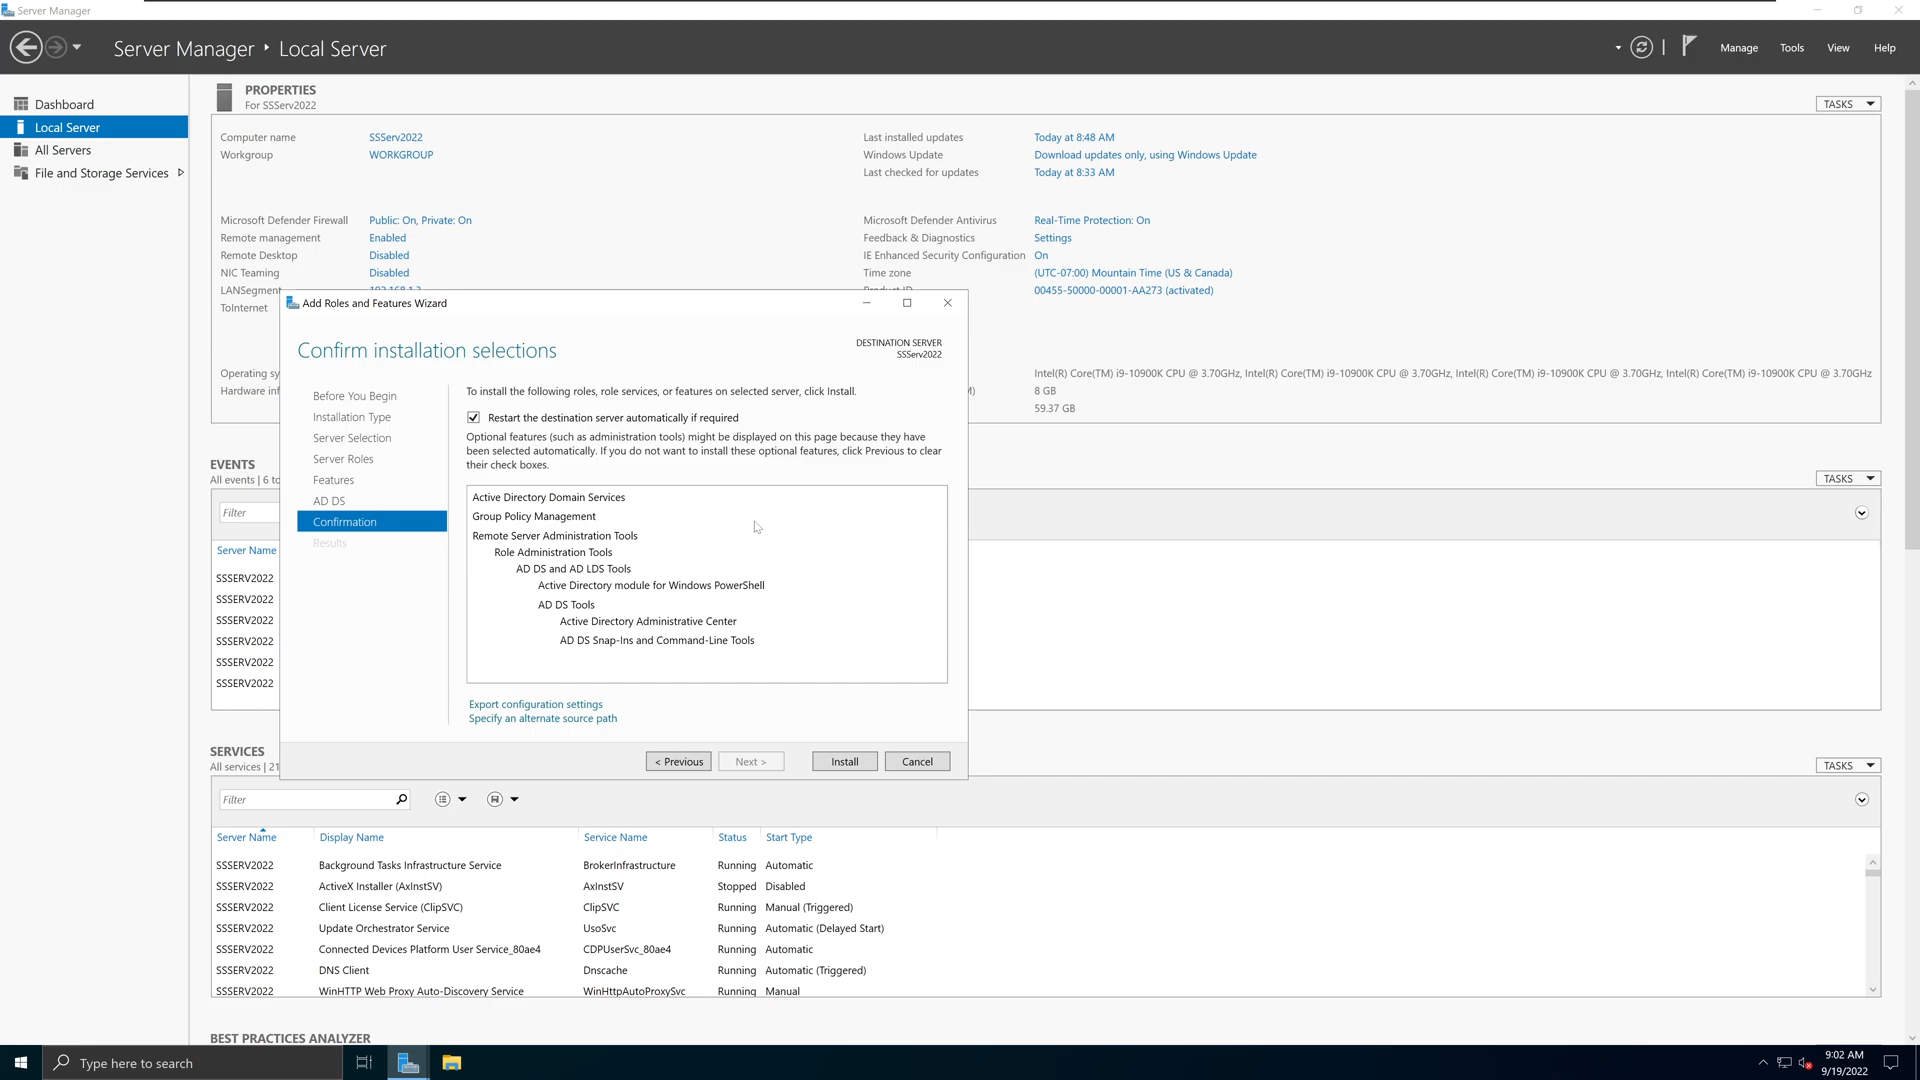 Server Manager
Server Manager ‣ Local Server
Manage Tools View Help
Dashboard
Local Server
All Servers
File and Storage Services
PROPERTIES
For SSServ2022
TASKS
Computer name SSServ2022
Workgroup WORKGROUP
Last installed updates Today at 8:48 AM
Windows Update Download updates only, using Windows Update
Last checked for updates Today at 8:33 AM
Microsoft Defender Firewall Public: On, Private: On
Remote management Enabled
Remote Desktop Disabled
NIC Teaming Disabled
LANSegment
ToInternet
Microsoft Defender Antivirus Real-Time Protection: On
Feedback & Diagnostics Settings
IE Enhanced Security Configuration On
Time zone (UTC-07:00) Mountain Time (US & Canada)
00455-50000-00001-AA273 (activated)
Operating sy
Hardware inf
Intel(R) Core(TM) i9-10900K CPU @ 3.70GHz, Intel(R) Core(TM) i9-10900K CPU @ 3.70GHz, Intel(R) Core(TM) i9-10900K CPU @ 3.70GHz, Intel(R) Core(TM) i9-10900K CPU @ 3.70GHz
8 GB
59.37 GB
Add Roles and Features Wizard
Confirm installation selections
DESTINATION SERVER
SSServ2022
Before You Begin
Installation Type
Server Selection
Server Roles
Features
AD DS
Confirmation
Results
To install the following roles, role services, or features on selected server, click Install.
Restart the destination server automatically if required
Optional features (such as administration tools) might be displayed on this page because they have
been selected automatically. If you do not want to install these optional features, click Previous to clear
their check boxes.
Active Directory Domain Services
Group Policy Management
Remote Server Administration Tools
Role Administration Tools
AD DS and AD LDS Tools
Active Directory module for Windows PowerShell
AD DS Tools
Active Directory Administrative Center
AD DS Snap-Ins and Command-Line Tools
Export configuration settings
Specify an alternate source path
< Previous Next > Install Cancel
EVENTS
All events | 6 to
TASKS
Filter
Server Name
SSSERV2022
SSSERV2022
SSSERV2022
SSSERV2022
SSSERV2022
SSSERV2022
SERVICES
All services | 21
TASKS
Filter
Server Name Display Name Service Name Status Start Type
SSSERV2022 Background Tasks Infrastructure Service BrokerInfrastructure Running Automatic
SSSERV2022 ActiveX Installer (AxInstSV) AxInstSV Stopped Disabled
SSSERV2022 Client License Service (ClipSVC) ClipSVC Running Manual (Triggered)
SSSERV2022 Update Orchestrator Service UsoSvc Running Automatic (Delayed Start)
SSSERV2022 Connected Devices Platform User Service_80ae4 CDPUserSvc_80ae4 Running Automatic
SSSERV2022 DNS Client Dnscache Running Automatic (Triggered)
SSSERV2022 WinHTTP Web Proxy Auto-Discovery Service WinHttpAutoProxySvc Running Manual
BEST PRACTICES ANALYZER
Type here to search
9:02 AM
9/19/2022